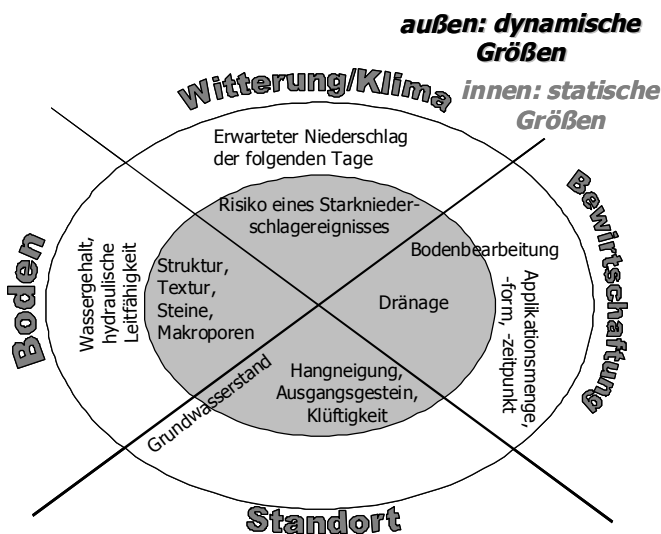 außen: dynamische
Größen
innen: statische
Größen
Witterung/Klima
Erwarteter Niederschlag
der folgenden Tage
Risiko eines Starknieder-
schlagereignisses
Boden
Wassergehalt,
hydraulische
Leitfähigkeit
Struktur,
Textur,
Steine,
Makroporen
Bodenbearbeitung
Dränage
Applikationsmenge,
-form, -zeitpunkt
Bewirtschaftung
Grundwasserstand
Hangneigung,
Ausgangsgestein,
Klüftigkeit
Standort